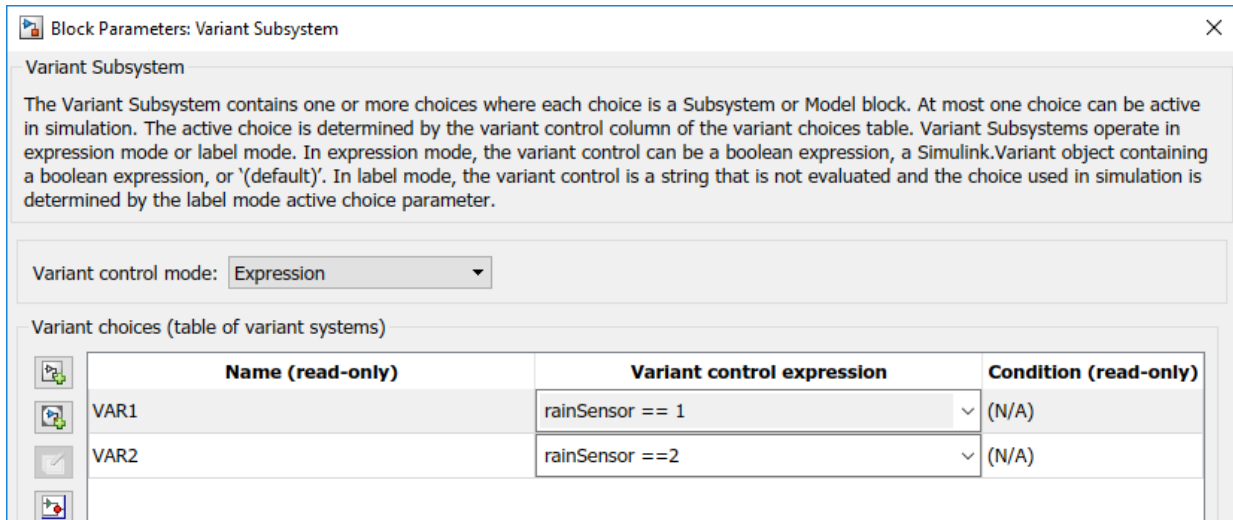 Block Parameters: Variant Subsystem
Variant Subsystem
The Variant Subsystem contains one or more choices where each choice is a Subsystem or Model block. At most one choice can be active
in simulation. The active choice is determined by the variant control column of the variant choices table. Variant Subsystems operate in
expression mode or label mode. In expression mode, the variant control can be a boolean expression, a Simulink.Variant object containing
a boolean expression, or ‘(default)’. In label mode, the variant control is a string that is not evaluated and the choice used in simulation is
determined by the label mode active choice parameter.
Variant control mode: Expression
Variant choices (table of variant systems)
Name (read-only) Variant control expression Condition (read-only)
VAR1 rainSensor == 1 (N/A)
VAR2 rainSensor ==2 (N/A)